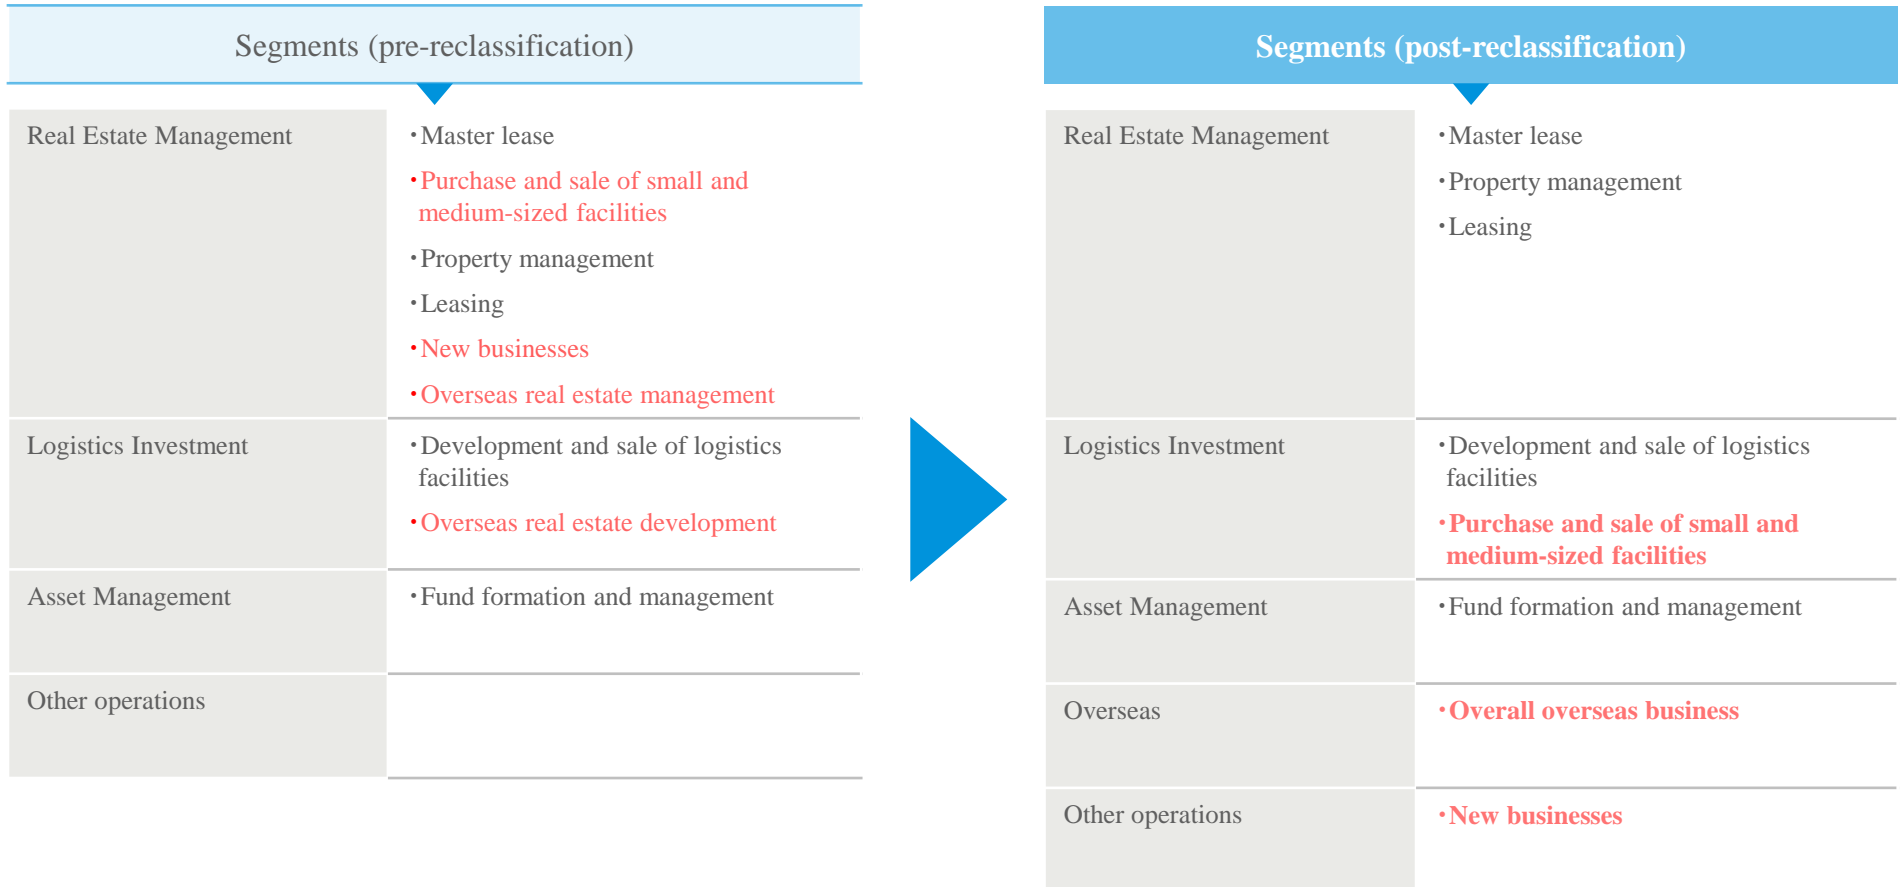 Segments (pre-reclassification)
Real Estate Management
・Master lease
・Purchase and sale of small and
medium-sized facilities
・Property management
・Leasing
・New businesses
・Overseas real estate management
Logistics Investment
・Development and sale of logistics
facilities
・Overseas real estate development
Asset Management
・Fund formation and management
Other operations
Segments (post-reclassification)
Real Estate Management
・Master lease
・Property management
・Leasing
Logistics Investment
・Development and sale of logistics
facilities
・Purchase and sale of small and
medium-sized facilities
Asset Management
・Fund formation and management
Overseas
・Overall overseas business
Other operations
・New businesses